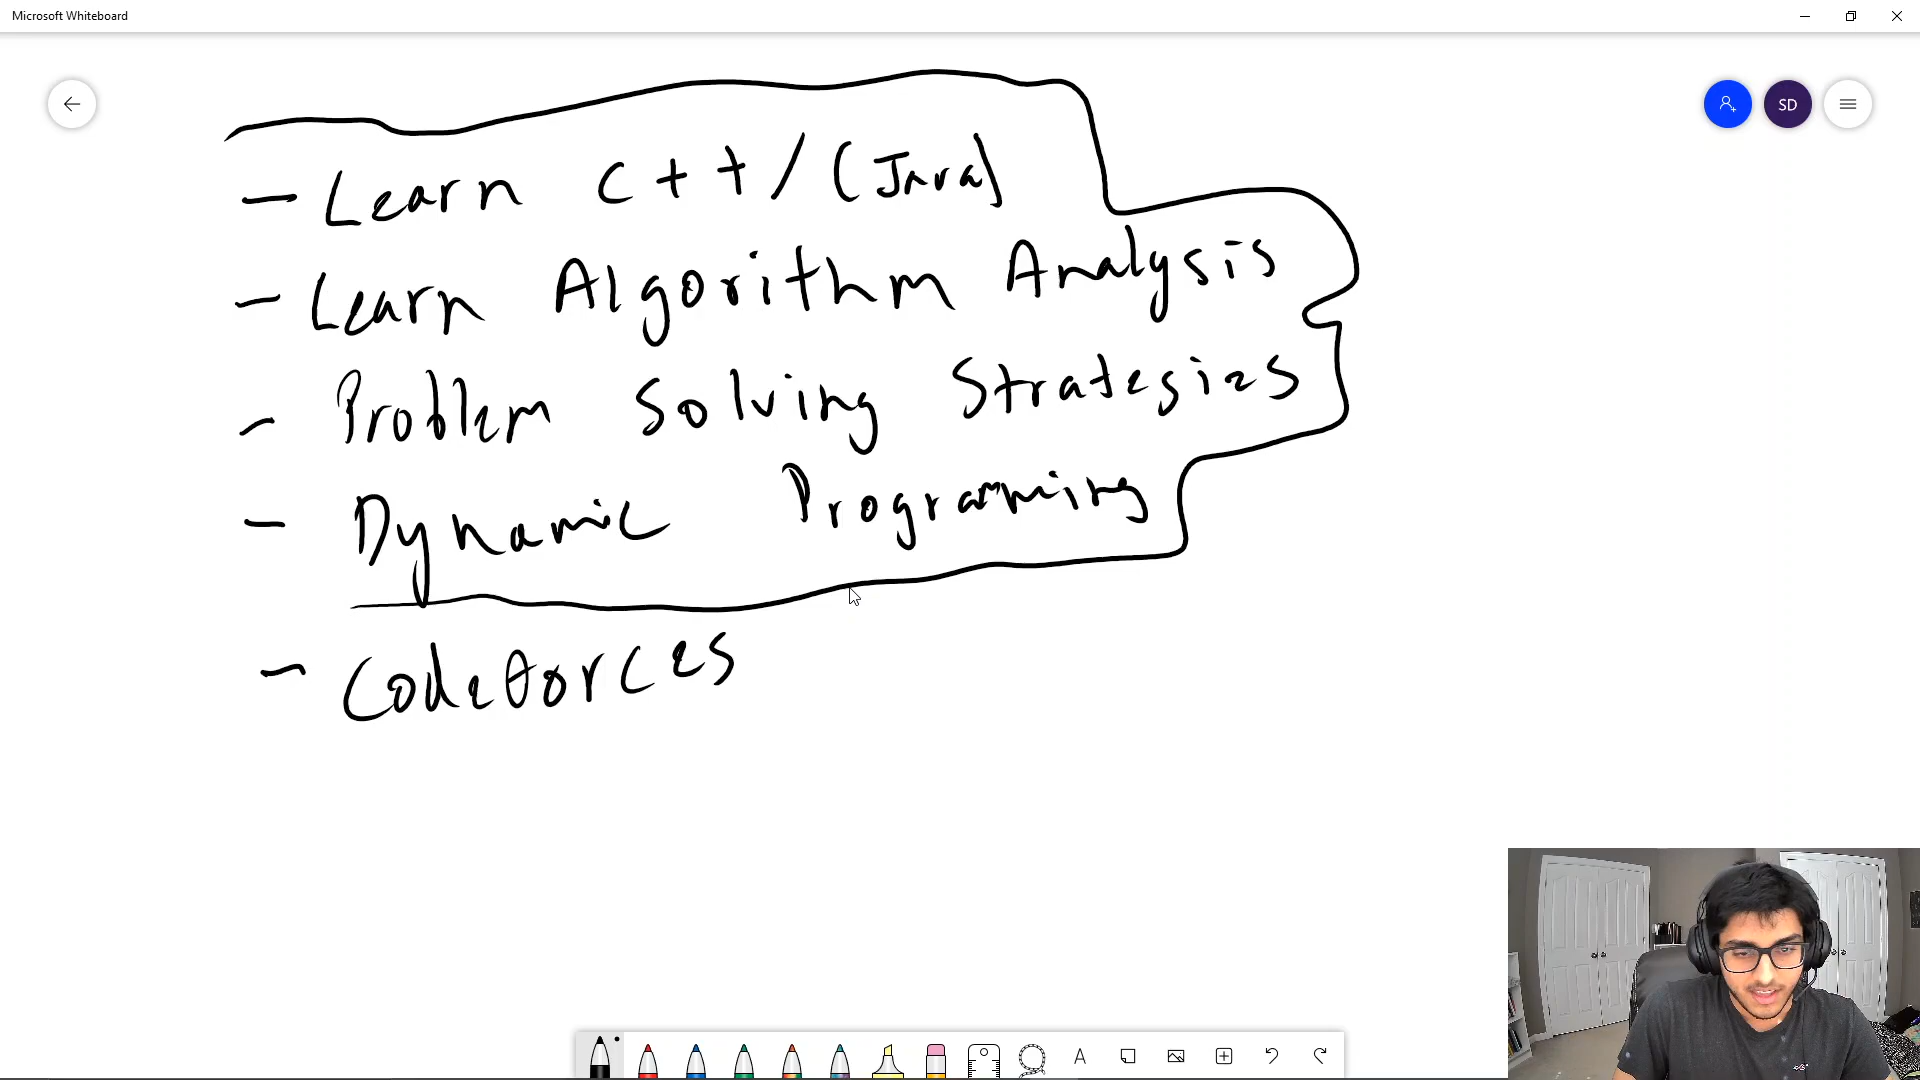 Microsoft Whiteboard
SD
- Learn C++/(Java)
- Learn Algorithm Analysis
- Problem Solving Strategies
- Dynamic Programming
- Codeforces
A